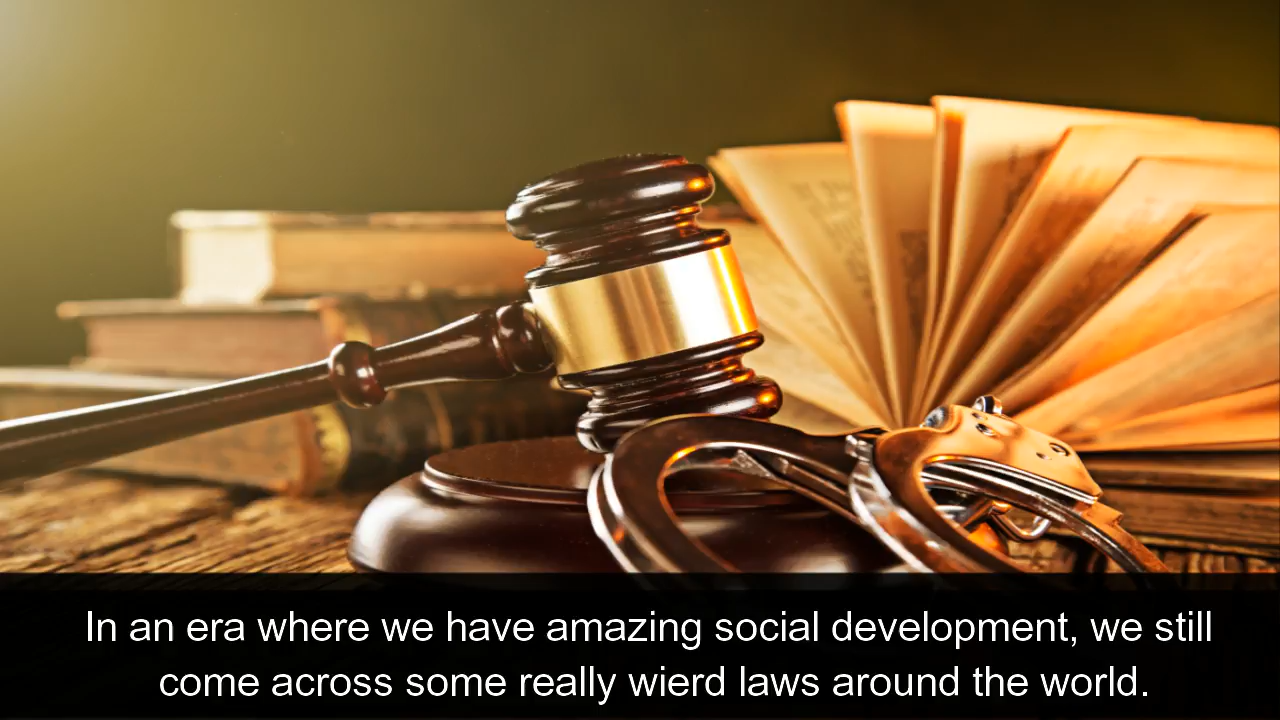 In an era where we have amazing social development, we still
come across some really wierd laws around the world.